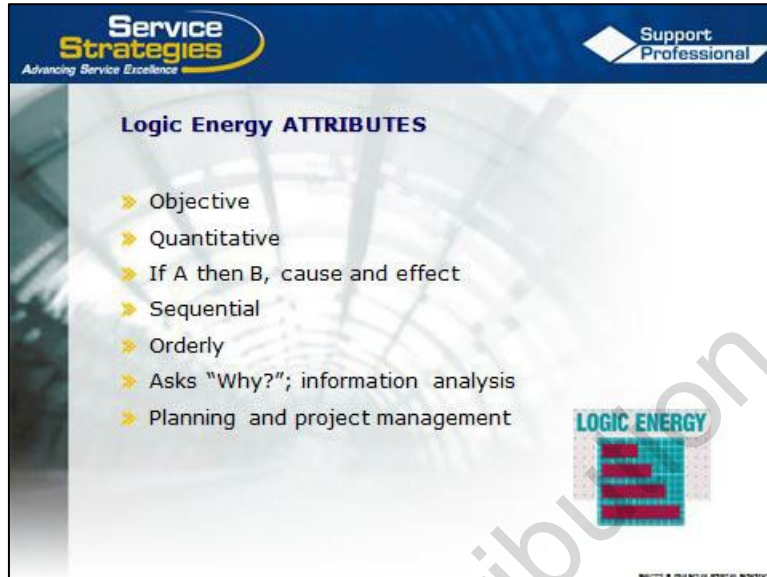 Service
Strategies
Advancing Service Excellence
Support
Professional
Logic Energy ATTRIBUTES
Objective
Quantitative
If A then B, cause and effect
Sequential
Orderly
Asks “Why?”; information analysis
Planning and project management
LOGIC ENERGY